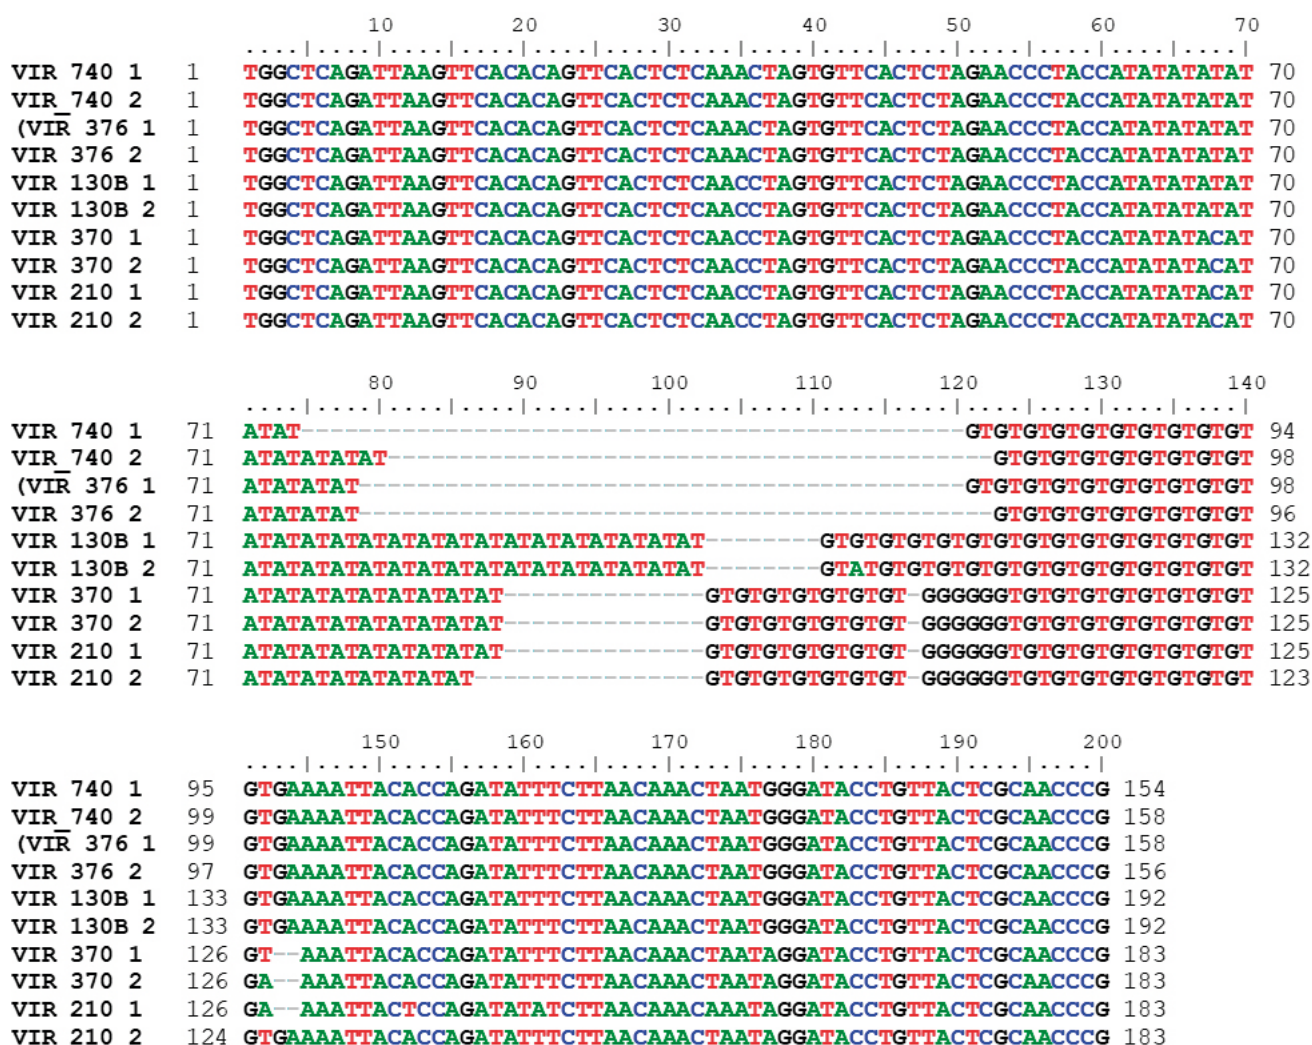 10 20 30 40 50 60 70
VIR 740 1 1 TGGCTCAGATTAAGTTCACACAGTTCACTCTCAAACTAGTGTTCACTCTAGAACCCTACCATATATATAT 70
VIR_740 2 1 TGGCTCAGATTAAGTTCACACAGTTCACTCTCAAACTAGTGTTCACTCTAGAACCCTACCATATATATAT 70
(VIR 376 1 1 TGGCTCAGATTAAGTTCACACAGTTCACTCTCAAACTAGTGTTCACTCTAGAACCCTACCATATATATAT 70
VIR 376 2 1 TGGCTCAGATTAAGTTCACACAGTTCACTCTCAAACTAGTGTTCACTCTAGAACCCTACCATATATATAT 70
VIR 130B 1 1 TGGCTCAGATTAAGTTCACACAGTTCACTCTCAACCTAGTGTTCACTCTAGAACCCTACCATATATATAT 70
VIR 130B 2 1 TGGCTCAGATTAAGTTCACACAGTTCACTCTCAACCTAGTGTTCACTCTAGAACCCTACCATATATATAT 70
VIR 370 1 1 TGGCTCAGATTAAGTTCACACAGTTCACTCTCAACCTAGTGTTCACTCTAGAACCCTACCATATATACAT 70
VIR 370 2 1 TGGCTCAGATTAAGTTCACACAGTTCACTCTCAACCTAGTGTTCACTCTAGAACCCTACCATATATACAT 70
VIR 210 1 1 TGGCTCAGATTAAGTTCACACAGTTCACTCTCAACCTAGTGTTCACTCTAGAACCCTACCATATATACAT 70
VIR 210 2 1 TGGCTCAGATTAAGTTCACACAGTTCACTCTCAACCTAGTGTTCACTCTAGAACCCTACCATATATACAT 70
80 90 100 110 120 130 140
VIR 740 1 71 ATAT----------------------------------------------GTGTGTGTGTGTGTGTGTGT 94
VIR_740 2 71 ATATATATAT------------------------------------------GTGTGTGTGTGTGTGTGT 98
(VIR 376 1 71 ATATATAT------------------------------------------GTGTGTGTGTGTGTGTGTGT 98
VIR 376 2 71 ATATATAT--------------------------------------------GTGTGTGTGTGTGTGTGT 96
VIR 130B 1 71 ATATATATATATATATATATATATATATATAT--------GTGTGTGTGTGTGTGTGTGTGTGTGTGTGT 132
VIR 130B 2 71 ATATATATATATATATATATATATATATATAT--------GTATGTGTGTGTGTGTGTGTGTGTGTGTGT 132
VIR 370 1 71 ATATATATATATATATAT--------------GTGTGTGTGTGTGT-GGGGGGTGTGTGTGTGTGTGTGT 125
VIR 370 2 71 ATATATATATATATATAT--------------GTGTGTGTGTGTGT-GGGGGGTGTGTGTGTGTGTGTGT 125
VIR 210 1 71 ATATATATATATATATAT--------------GTGTGTGTGTGTGT-GGGGGGTGTGTGTGTGTGTGTGT 125
VIR 210 2 71 ATATATATATATATAT----------------GTGTGTGTGTGTGT-GGGGGGTGTGTGTGTGTGTGTGT 123
150 160 170 180 190 200
VIR 740 1 95 GTGAAAATTACACCAGATATTTCTTAACAAACTAATGGGATACCTGTTACTCGCAACCCG 154
VIR_740 2 99 GTGAAAATTACACCAGATATTTCTTAACAAACTAATGGGATACCTGTTACTCGCAACCCG 158
(VIR 376 1 99 GTGAAAATTACACCAGATATTTCTTAACAAACTAATGGGATACCTGTTACTCGCAACCCG 158
VIR 376 2 97 GTGAAAATTACACCAGATATTTCTTAACAAACTAATGGGATACCTGTTACTCGCAACCCG 156
VIR 130B 1 133 GTGAAAATTACACCAGATATTTCTTAACAAACTAATGGGATACCTGTTACTCGCAACCCG 192
VIR 130B 2 133 GTGAAAATTACACCAGATATTTCTTAACAAACTAATGGGATACCTGTTACTCGCAACCCG 192
VIR 370 1 126 GT--AAATTACACCAGATATTTCTTAACAAACTAATAGGATACCTGTTACTCGCAACCCG 183
VIR 370 2 126 GA--AAATTACACCAGATATTTCTTAACAAACTAATAGGATACCTGTTACTCGCAACCCG 183
VIR 210 1 126 GA--AAATTACTCCAGATATATCTTAACAAACAAATAGGATACCTGTTACTCGCAACCCG 183
VIR 210 2 124 GTGAAAATTACACCAGATATTTCTTAACAAACTAATAGGATACCTGTTACTCGCAACCCG 183